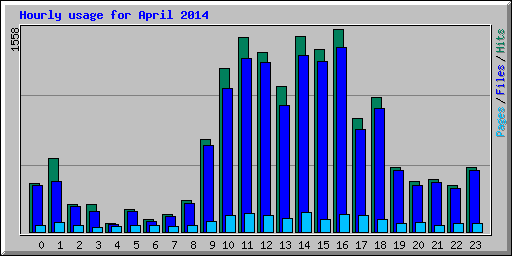 Hourly usage for April 2014
1558
Pages / Files / Hits
0 1 2 3 4 5 6 7 8 9 10 11 12 13 14 15 16 17 18 19 20 21 22 23